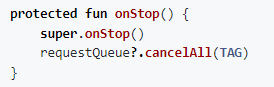 protected fun onStop() {
    super.onStop()
    requestQueue?.cancelAll(TAG)
}